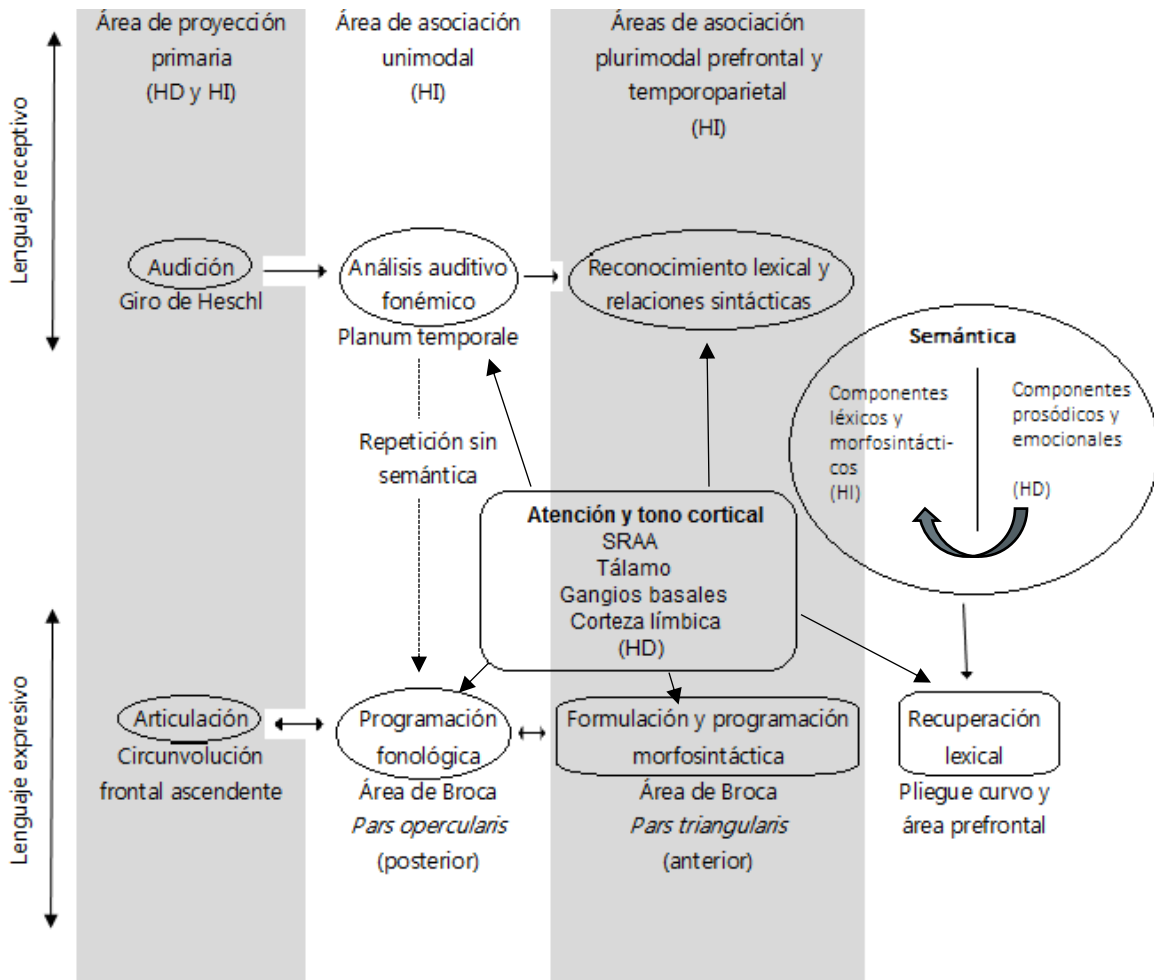 Área de proyección
primaria
(HD y HI)
Área de asociación
unimodal
(HI)
Áreas de asociación
plurimodal prefrontal y
temporoparietal
(HI)
Lenguaje receptivo
Audición
Giro de Heschl
Análisis auditivo
fonémico
Planum temporale
Reconocimiento lexical y
relaciones sintácticas
Semántica
Componentes
léxicos y
morfosintácti-
cos
(HI)
Componentes
prosódicos y
emocionales
(HD)
Repetición sin
semántica
Atención y tono cortical
SRAA
Tálamo
Gangios basales
Corteza límbica
(HD)
Lenguaje expresivo
Articulación
Circunvolución
frontal ascendente
Programación
fonológica
Área de Broca
Pars opercularis
(posterior)
Formulación y programación
morfosintáctica
Área de Broca
Pars triangularis
(anterior)
Recuperación
lexical
Pliegue curvo y
área prefrontal